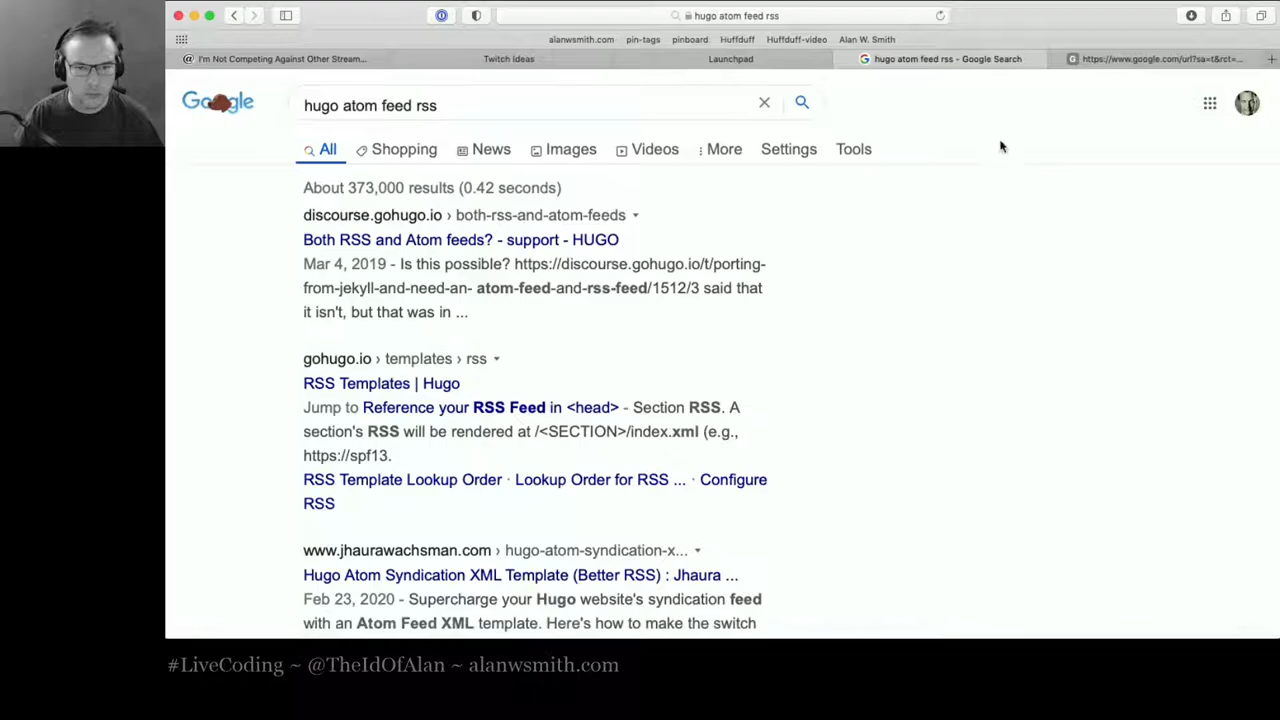 hugo atom feed rss
alanwsmith.com pin-tags pinboard Huffduff Huffduff-video Alan W. Smith
I'm Not Competing Against Other Stream... Twitch Ideas Launchpad hugo atom feed rss - Google Search https://www.google.com/url?sa=t&rct=...
Google hugo atom feed rss
All Shopping News Images Videos More Settings Tools
About 373,000 results (0.42 seconds)
discourse.gohugo.io › both-rss-and-atom-feeds
Both RSS and Atom feeds? - support - HUGO
Mar 4, 2019 - Is this possible? https://discourse.gohugo.io/t/porting-
from-jekyll-and-need-an- atom-feed-and-rss-feed/1512/3 said that
it isn't, but that was in ...
gohugo.io › templates › rss
RSS Templates | Hugo
Jump to Reference your RSS Feed in <head> - Section RSS. A
section's RSS will be rendered at /<SECTION>/index.xml (e.g.,
https://spf13.
RSS Template Lookup Order · Lookup Order for RSS ... · Configure
RSS
www.jhaurawachsman.com › hugo-atom-syndication-x...
Hugo Atom Syndication XML Template (Better RSS) : Jhaura ...
Feb 23, 2020 - Supercharge your Hugo website's syndication feed
with an Atom Feed XML template. Here's how to make the switch
#LiveCoding ~ @TheIdOfAlan ~ alanwsmith.com